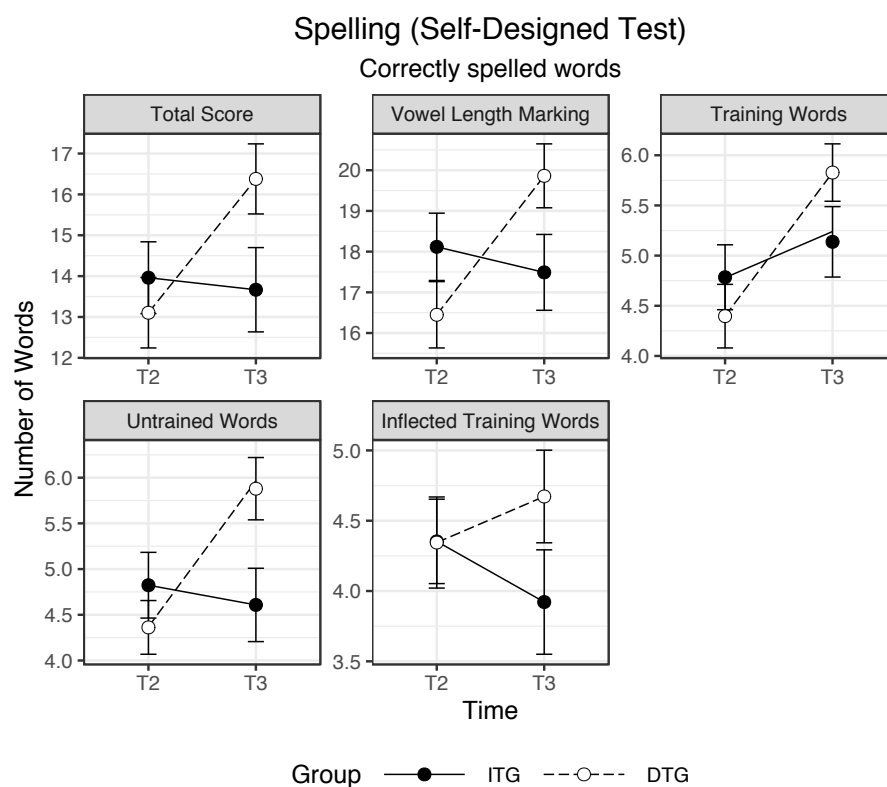 Spelling (Self-Designed Test)
Correctly spelled words
Total Score
Vowel Length Marking
Training Words
17
16
15
14
13
12
T2
T3
20
19
18
17
16
T2
T3
6.0
5.5
5.0
4.5
4.0
T2
T3
Number of Words
Untrained Words
Inflected Training Words
6.0
5.5
5.0
4.5
4.0
T2
T3
5.0
4.5
4.0
3.5
T2
T3
Time
Group ITG DTG